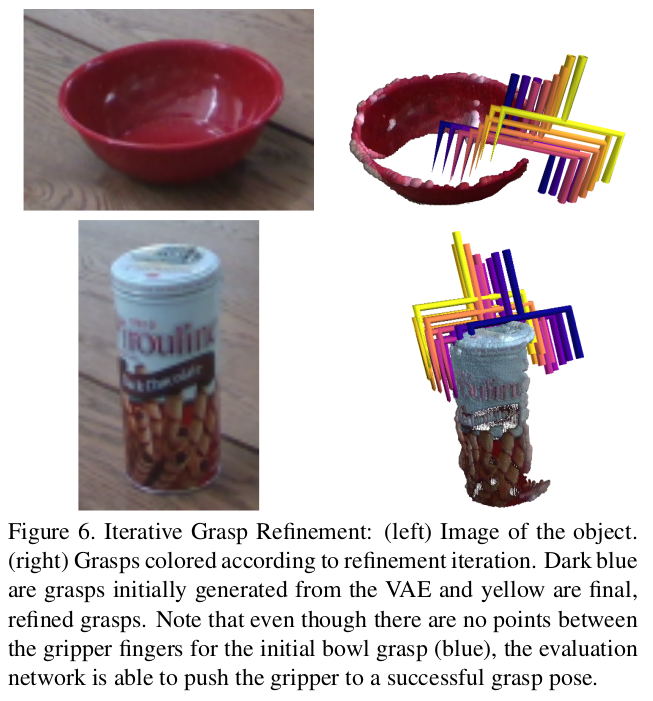 Pirouline
Dark Chocolate
Figure 6. Iterative Grasp Refinement: (left) Image of the object.
(right) Grasps colored according to refinement iteration. Dark blue
are grasps initially generated from the VAE and yellow are final,
refined grasps. Note that even though there are no points between
the gripper fingers for the initial bowl grasp (blue), the evaluation
network is able to push the gripper to a successful grasp pose.